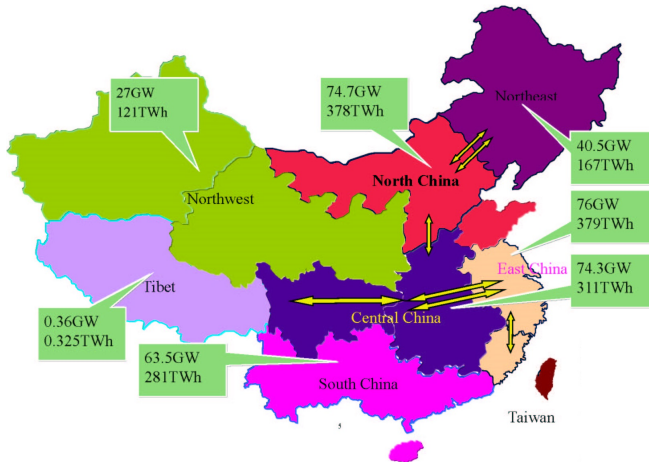 Northeast
74.7GW
378TWh
27GW
121TWh
40.5GW
167TWh
North China
Northwest
76GW
379TWh
East China
74.3GW
311TWh
Tibet
Central China
0.36GW
0.325TWh
63.5GW
281TWh
South China
Taiwan
5